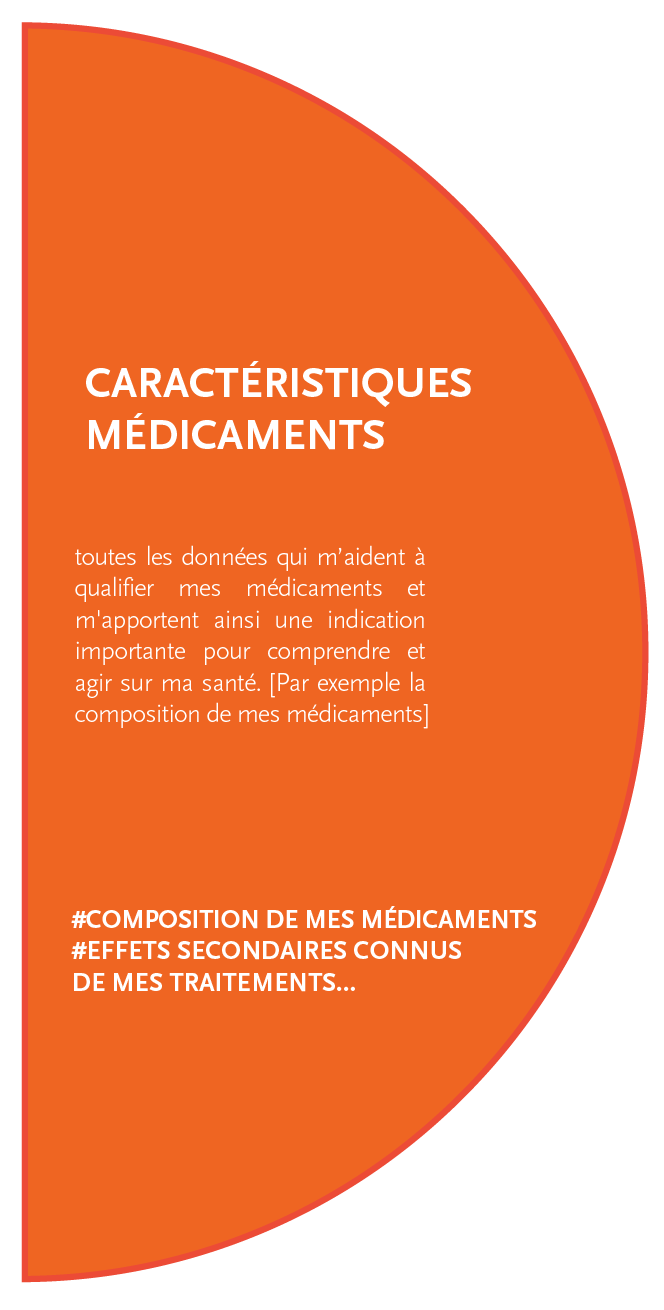 CARACTÉRISTIQUES
MÉDICAMENTS
toutes les données qui m’aident à
qualifier mes médicaments et
m'apportent ainsi une indication
importante pour comprendre et
agir sur ma santé. [Par exemple la
composition de mes médicaments]
#COMPOSITION DE MES MÉDICAMENTS
#EFFETS SECONDAIRES CONNUS
DE MES TRAITEMENTS...